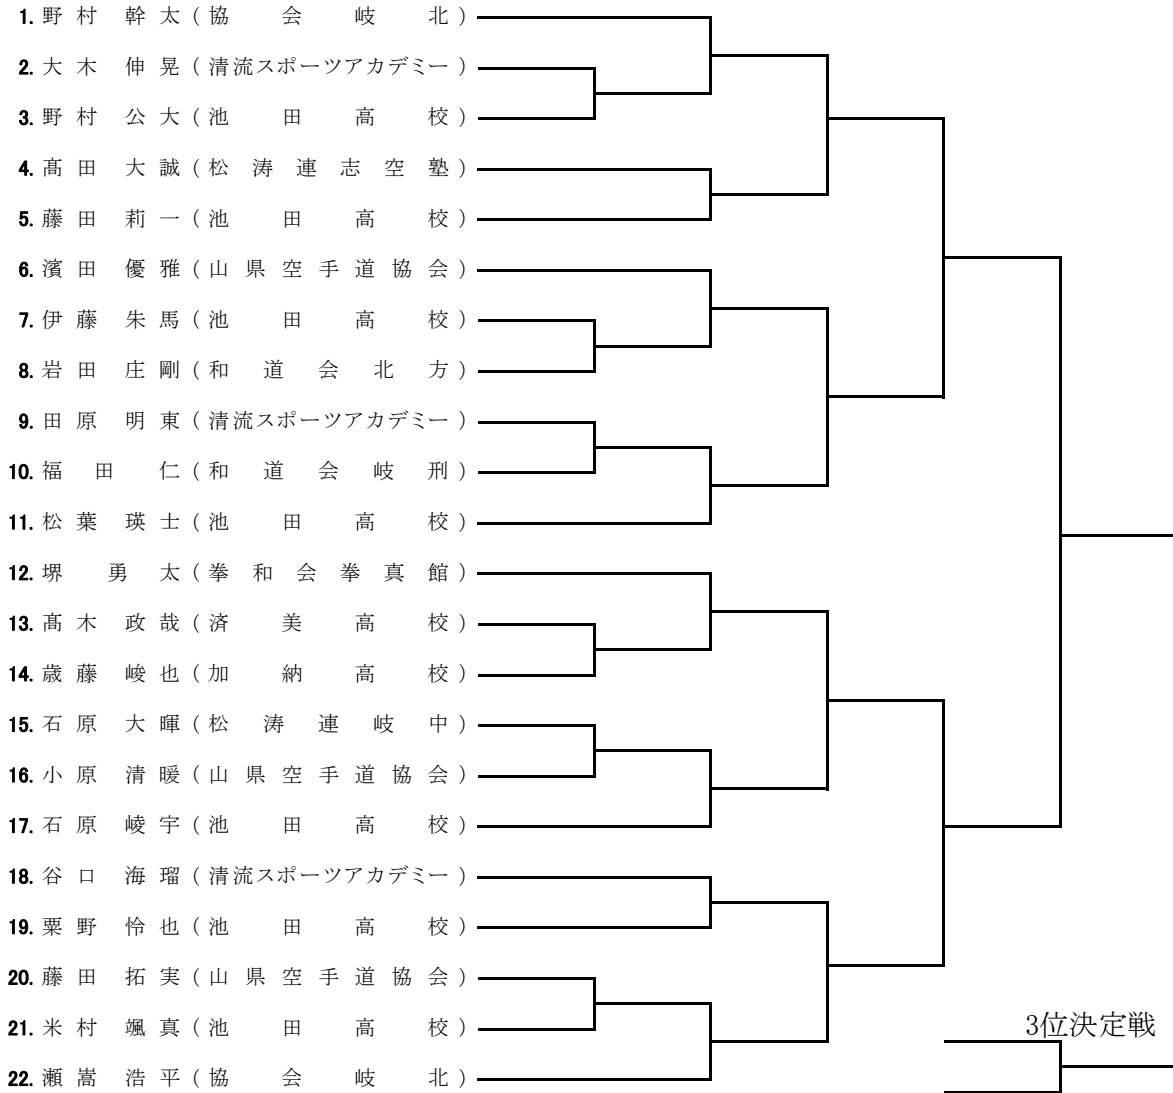 1. 野村 幹太 (協会岐北)
2. 大木 伸晃 (清流スポーツアカデミー)
3. 野村 公大 (池田高校)
4. 髙田 大誠 (松涛連志空塾)
5. 藤田 莉一 (池田高校)
6. 濱田 優雅 (山県空手道協会)
7. 伊藤 朱馬 (池田高校)
8. 岩田 庄剛 (和道会北方)
9. 田原 明東 (清流スポーツアカデミー)
10. 福田 仁 (和道会岐刑)
11. 松葉 瑛士 (池田高校)
12. 堺 勇太 (拳和会拳真館)
13. 髙木 政哉 (済美高校)
14. 歳藤 峻也 (加納高校)
15. 石原 大暉 (松涛連岐中)
16. 小原 清暖 (山県空手道協会)
17. 石原 崚宇 (池田高校)
18. 谷口 海瑠 (清流スポーツアカデミー)
19. 粟野 怜也 (池田高校)
20. 藤田 拓実 (山県空手道協会)
21. 米村 颯真 (池田高校)
3位決定戦
22. 瀬嵩 浩平 (協会岐北)